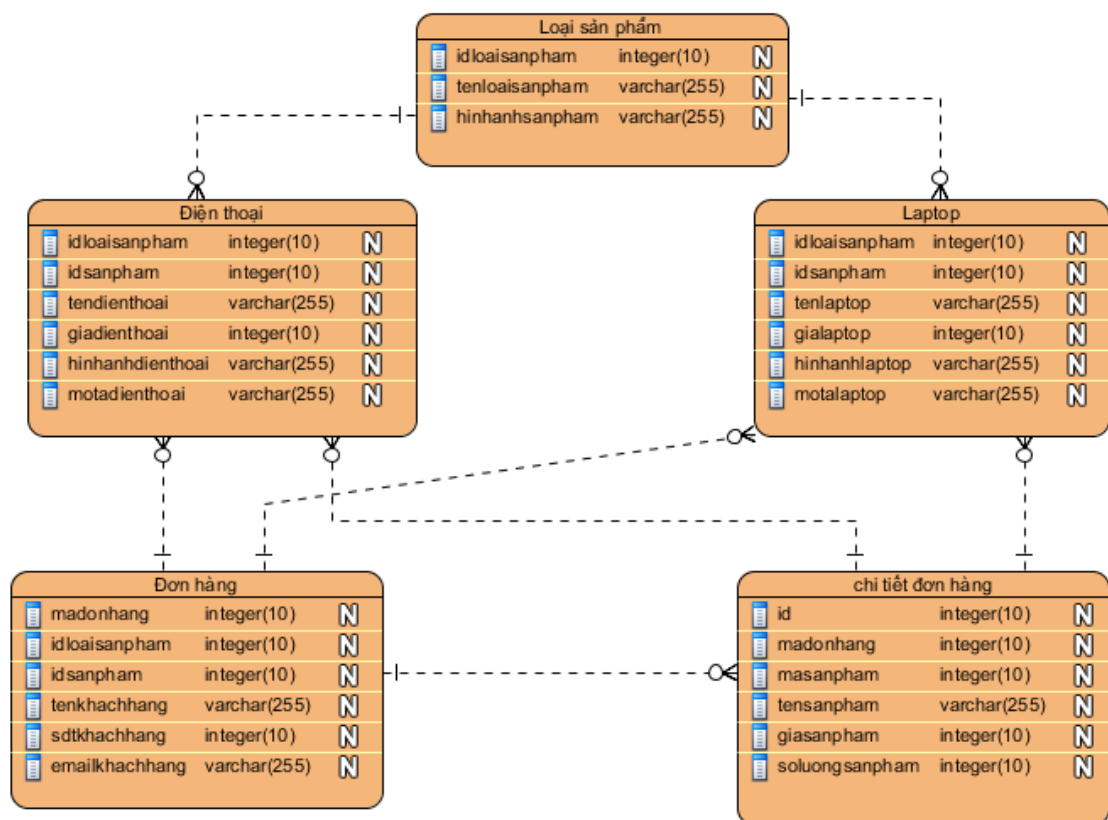 Loại sản phẩm
idloaisanpham integer(10) N
tenloaisanpham varchar(255) N
hinhanhsanpham varchar(255) N
Điện thoại
idloaisanpham integer(10) N
idsanpham integer(10) N
tendienthoai varchar(255) N
giadienthoai integer(10) N
hinhanhdienthoai varchar(255) N
motadienthoai varchar(255) N
Laptop
idloaisanpham integer(10) N
idsanpham integer(10) N
tenlaptop varchar(255) N
gialaptop integer(10) N
hinhanhlaptop varchar(255) N
motalaptop varchar(255) N
Đơn hàng
madonhang integer(10) N
idloaisanpham integer(10) N
idsanpham integer(10) N
tenkhachhang varchar(255) N
sdtkhachhang integer(10) N
emailkhachhang varchar(255) N
chi tiết đơn hàng
id integer(10) N
madonhang integer(10) N
masanpham integer(10) N
tensanpham varchar(255) N
giasanpham integer(10) N
soluongsanpham integer(10) N